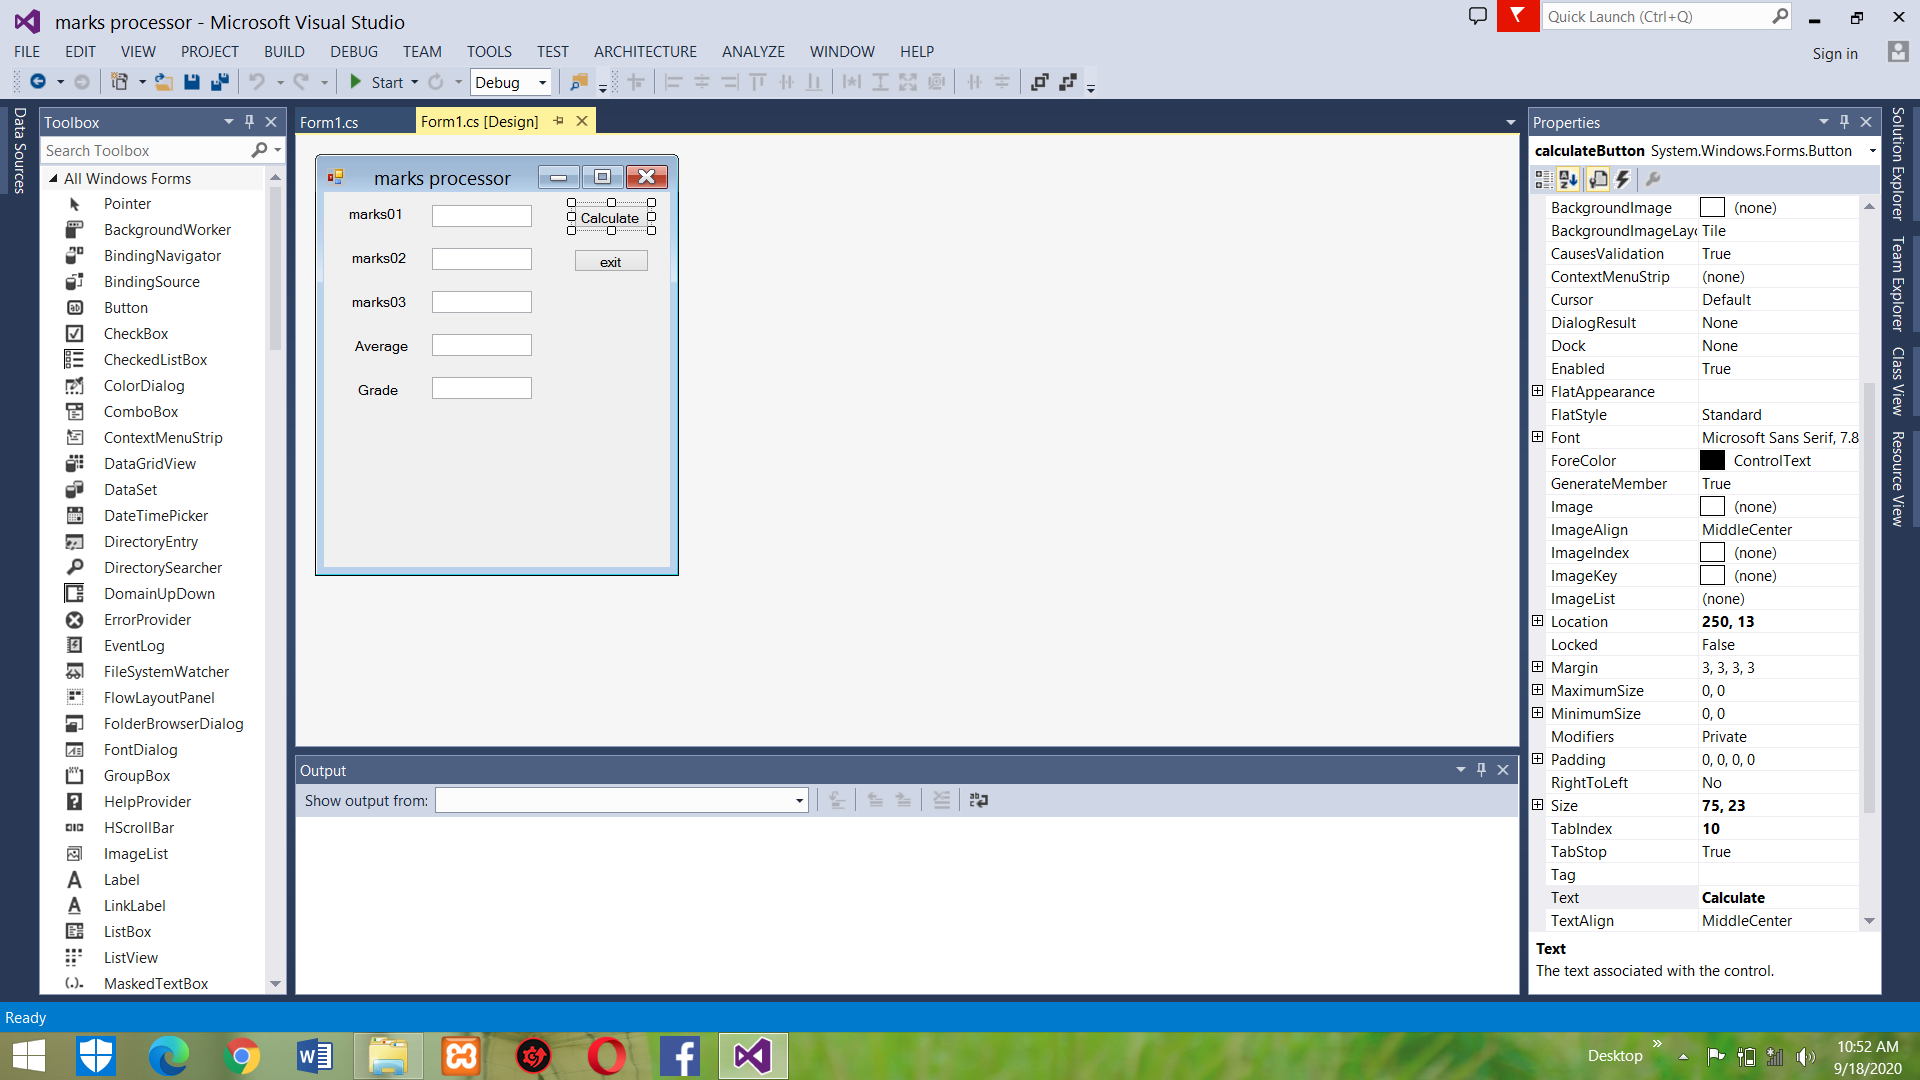 marks processor - Microsoft Visual Studio
Quick Launch (Ctrl+Q)
FILE EDIT VIEW PROJECT BUILD DEBUG TEAM TOOLS TEST ARCHITECTURE ANALYZE WINDOW HELP
Sign in
Start Debug
Data Sources
Toolbox
Search Toolbox
All Windows Forms
Pointer
BackgroundWorker
BindingNavigator
BindingSource
Button
CheckBox
CheckedListBox
ColorDialog
ComboBox
ContextMenuStrip
DataGridView
DataSet
DateTimePicker
DirectoryEntry
DirectorySearcher
DomainUpDown
ErrorProvider
EventLog
FileSystemWatcher
FlowLayoutPanel
FolderBrowserDialog
FontDialog
GroupBox
HelpProvider
HScrollBar
ImageList
Label
LinkLabel
ListBox
ListView
MaskedTextBox
Form1.cs
Form1.cs [Design]
marks processor
marks01
Calculate
marks02
exit
marks03
Average
Grade
Output
Show output from:
Properties
calculateButton System.Windows.Forms.Button
BackgroundImage (none)
BackgroundImageLayo Tile
CausesValidation True
ContextMenuStrip (none)
Cursor Default
DialogResult None
Dock None
Enabled True
FlatAppearance
FlatStyle Standard
Font Microsoft Sans Serif, 7.8
ForeColor ControlText
GenerateMember True
Image (none)
ImageAlign MiddleCenter
ImageIndex (none)
ImageKey (none)
ImageList (none)
Location 250, 13
Locked False
Margin 3, 3, 3, 3
MaximumSize 0, 0
MinimumSize 0, 0
Modifiers Private
Padding 0, 0, 0, 0
RightToLeft No
Size 75, 23
TabIndex 10
TabStop True
Tag
Text Calculate
TextAlign MiddleCenter
Text
The text associated with the control.
Solution Explorer
Team Explorer
Class View
Resource View
Ready
Desktop
10:52 AM
9/18/2020